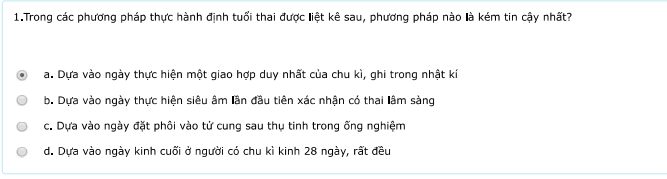 1.Trong các phương pháp thực hành định tuổi thai được liệt kê sau, phương pháp nào là kém tin cậy nhất?
a. Dựa vào ngày thực hiện một giao hợp duy nhất của chu kì, ghi trong nhật kí
b. Dựa vào ngày thực hiện siêu âm lần đầu tiên xác nhận có thai lâm sàng
c. Dựa vào ngày đặt phôi vào tử cung sau thụ tinh trong ống nghiệm
d. Dựa vào ngày kinh cuối ở người có chu kì kinh 28 ngày, rất đều